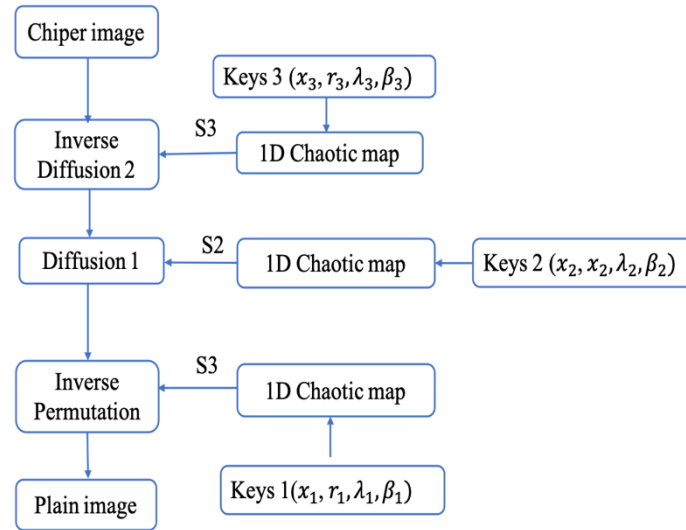 Chiper image
Keys 3 (x₃, r₃, λ₃, β₃)
S3
Inverse
Diffusion 2
1D Chaotic map
S2
Diffusion 1
1D Chaotic map
Keys 2 (x₂, x₂, λ₂, β₂)
S3
Inverse
Permutation
1D Chaotic map
Plain image
Keys 1(x₁, r₁, λ₁, β₁)